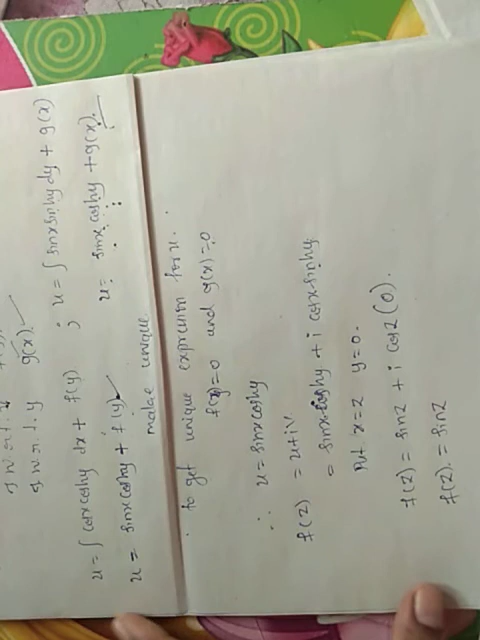 g w.r.t. y g(x).
u = ∫ cosx coshy dx + f(y) ; u = ∫ sinx sinhy dy + g(x)
u = sinx coshy + f(y) u = sinx coshy + g(x).
make unique
to get unique expression for u.
f(y)=0 and g(x)=0
∴ u = sinx coshy
f(z) = u+iv
= sinx coshy + i cosx sinhy
Put x=z y=0.
f(z) = sinz + i cosz (0).
f(z). = sinz